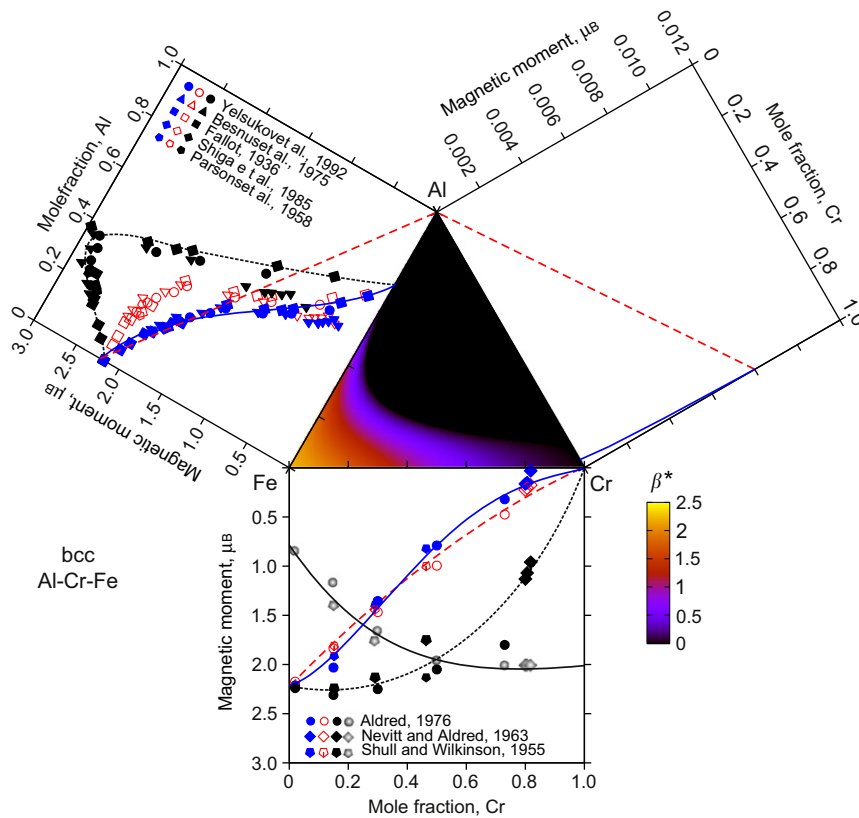 1.0
0.8
0.6
0.4
0.2
0
Molefraction, Al
Yelsukovet al., 1992
Besnuset al., 1975
Fallot, 1936
Shiga e t al., 1985
Parsonset al., 1958
3.0
2.5
2.0
1.5
1.0
0.5
Magnetic moment, μB
Magnetic moment, μB
0.002
0.004
0.006
0.008
0.010
0.012
0
0.2
0.4
0.6
0.8
1.0
Mole fraction, Cr
Al
Fe
Cr
β*
2.5
2
1.5
1
0.5
0
bcc
Al-Cr-Fe
0.5
1.0
1.5
2.0
2.5
3.0
Magnetic moment, μB
Aldred, 1976
Nevitt and Aldred, 1963
Shull and Wilkinson, 1955
0
0.2
0.4
0.6
0.8
1.0
Mole fraction, Cr